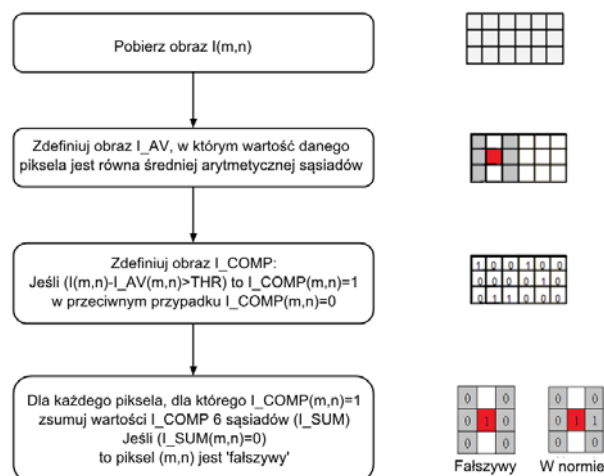 Pobierz obraz I(m,n)
Zdefiniuj obraz I_AV, w którym wartość danego
piksela jest równa średniej arytmetycznej sąsiadów
Zdefiniuj obraz I_COMP:
Jeśli (I(m,n)-I_AV(m,n)>THR) to I_COMP(m,n)=1
w przeciwnym przypadku I_COMP(m,n)=0
1 0 0 1 0 0
0 0 0 0 1 0
0 1 1 0 0 0
Dla każdego piksela, dla którego I_COMP(m,n)=1
zsumuj wartości I_COMP 6 sąsiadów (I_SUM)
Jeśli (I_SUM(m,n)=0)
to piksel (m,n) jest 'fałszywy'
0 0
0 1 0
0 0
Fałszywy
0 0
0 1 1
0 0
W normie